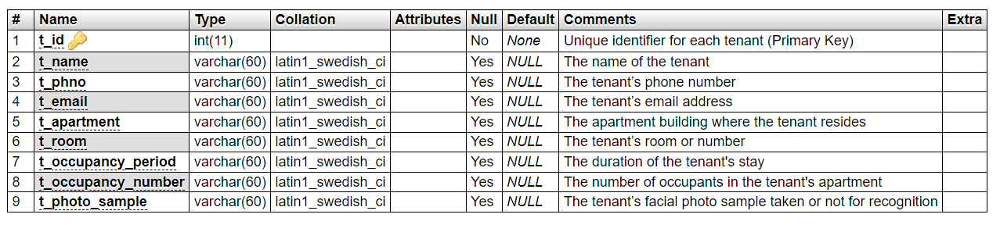 # Name Type Collation Attributes Null Default Comments Extra
1 t_id int(11) No None Unique identifier for each tenant (Primary Key)
2 t_name varchar(60) latin1_swedish_ci Yes NULL The name of the tenant
3 t_phno varchar(60) latin1_swedish_ci Yes NULL The tenant’s phone number
4 t_email varchar(60) latin1_swedish_ci Yes NULL The tenant’s email address
5 t_apartment varchar(60) latin1_swedish_ci Yes NULL The apartment building where the tenant resides
6 t_room varchar(60) latin1_swedish_ci Yes NULL The tenant’s room or number
7 t_occupancy_period varchar(60) latin1_swedish_ci Yes NULL The duration of the tenant's stay
8 t_occupancy_number varchar(60) latin1_swedish_ci Yes NULL The number of occupants in the tenant's apartment
9 t_photo_sample varchar(60) latin1_swedish_ci Yes NULL The tenant’s facial photo sample taken or not for recognition